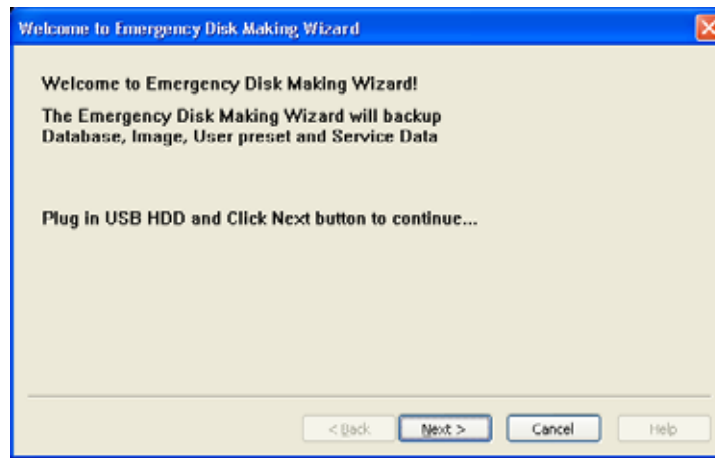 Welcome to Emergency Disk Making Wizard
Welcome to Emergency Disk Making Wizard!
The Emergency Disk Making Wizard will backup
Database, Image, User preset and Service Data
Plug in USB HDD and Click Next button to continue...
< Back Next > Cancel Help